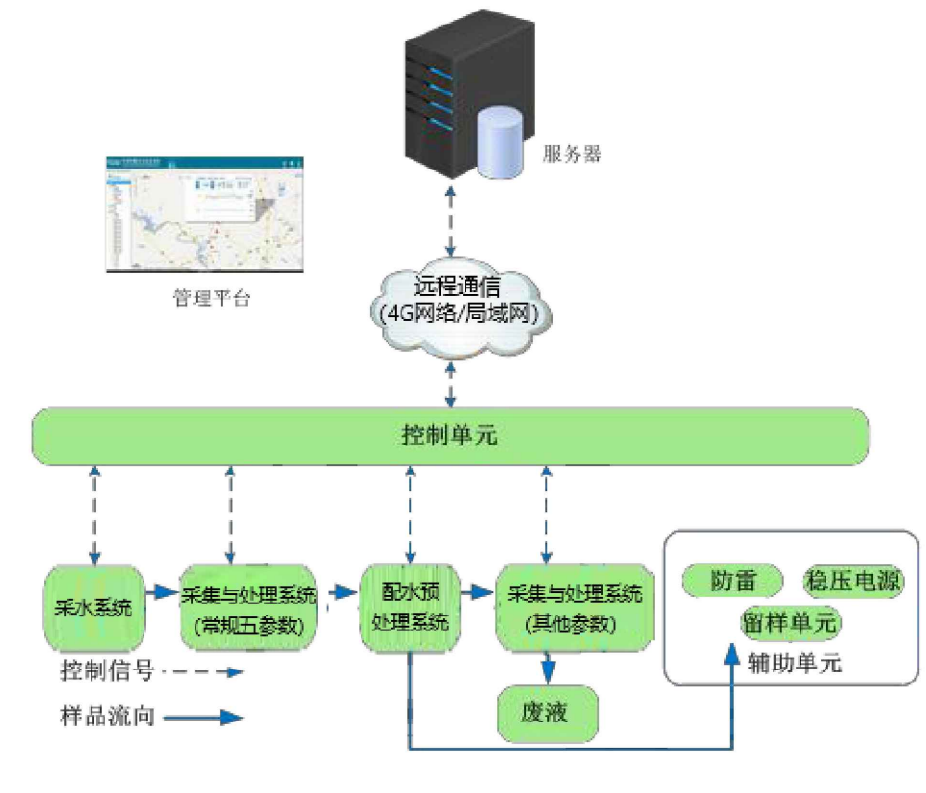 服务器
管理平台
远程通信
(4G网络/局域网)
控制单元
采水系统
采集与处理系统
(常规五参数)
配水预
处理系统
采集与处理系统
(其他参数)
防雷
稳压电源
留样单元
辅助单元
控制信号
样品流向
废液